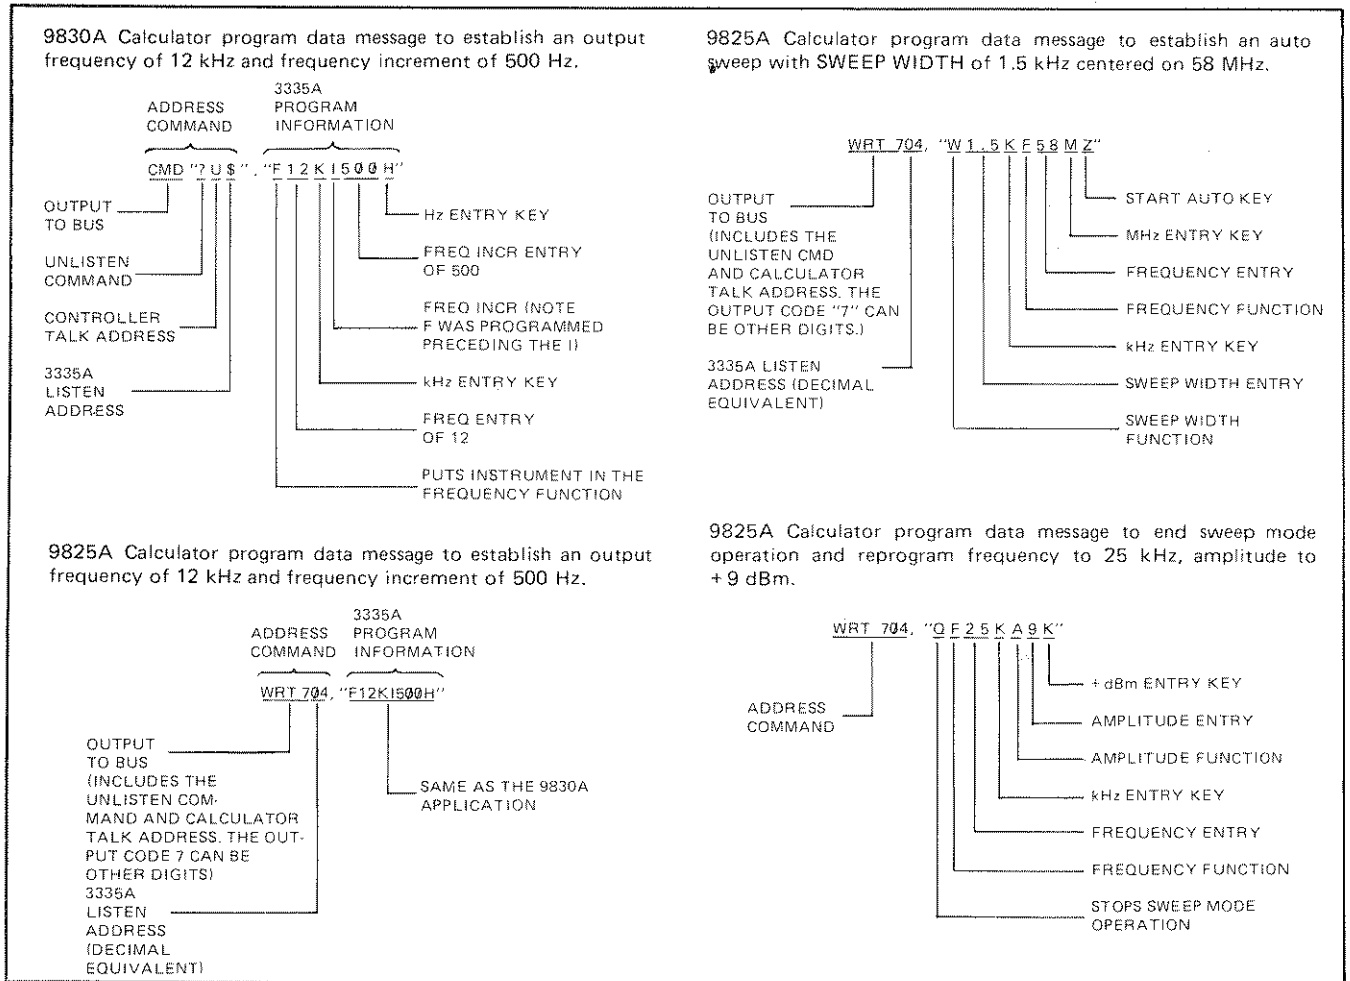 9830A Calculator program data message to establish an output
frequency of 12 kHz and frequency increment of 500 Hz.
ADDRESS
COMMAND
3335A
PROGRAM
INFORMATION
CMD "?U$", "F12KI500H"
OUTPUT
TO BUS
UNLISTEN
COMMAND
CONTROLLER
TALK ADDRESS
3335A
LISTEN
ADDRESS
Hz ENTRY KEY
FREQ INCR ENTRY
OF 500
FREQ INCR (NOTE
F WAS PROGRAMMED
PRECEDING THE I)
kHz ENTRY KEY
FREQ ENTRY
OF 12
PUTS INSTRUMENT IN THE
FREQUENCY FUNCTION
9825A Calculator program data message to establish an output
frequency of 12 kHz and frequency increment of 500 Hz.
ADDRESS
COMMAND
3335A
PROGRAM
INFORMATION
WRT 704, "F12KI500H"
OUTPUT
TO BUS
(INCLUDES THE
UNLISTEN COM-
MAND AND CALCULATOR
TALK ADDRESS. THE OUT-
PUT CODE 7 CAN BE
OTHER DIGITS)
3335A
LISTEN
ADDRESS
(DECIMAL
EQUIVALENT)
SAME AS THE 9830A
APPLICATION
9825A Calculator program data message to establish an auto
sweep with SWEEP WIDTH of 1.5 kHz centered on 58 MHz.
WRT 704, "W1.5KF58MZ"
OUTPUT
TO BUS
(INCLUDES THE
UNLISTEN CMD
AND CALCULATOR
TALK ADDRESS. THE
OUTPUT CODE "7" CAN
BE OTHER DIGITS.)
3335A LISTEN
ADDRESS (DECIMAL
EQUIVALENT)
START AUTO KEY
MHz ENTRY KEY
FREQUENCY ENTRY
FREQUENCY FUNCTION
kHz ENTRY KEY
SWEEP WIDTH ENTRY
SWEEP WIDTH
FUNCTION
9825A Calculator program data message to end sweep mode
operation and reprogram frequency to 25 kHz, amplitude to
+ 9 dBm.
WRT 704, "QF25KA9K"
ADDRESS
COMMAND
+ dBm ENTRY KEY
AMPLITUDE ENTRY
AMPLITUDE FUNCTION
kHz ENTRY KEY
FREQUENCY ENTRY
FREQUENCY FUNCTION
STOPS SWEEP MODE
OPERATION